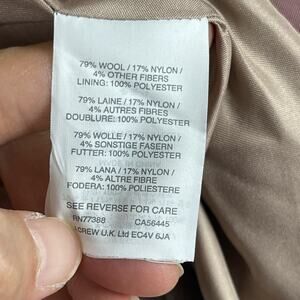 79% WOOL / 17% NYLON /
4% OTHER FIBERS
LINING: 100% POLYESTER
79% LAINE / 17% NYLON /
4% AUTRES FIBRES
DOUBLURE: 100% POLYESTER
79% WOLLE / 17% NYLON /
4% SONSTIGE FASERN
FUTTER: 100% POLYESTER
79% LANA / 17% NYLON /
4% ALTRE FIBRE
FODERA: 100% POLIESTERE
SEE REVERSE FOR CARE
RN77388 CA56445
J.CREW U.K. Ltd EC4V 6JA